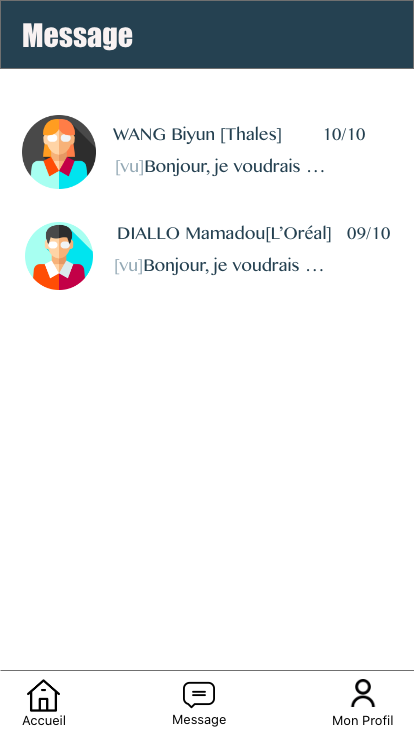 Message
WANG Biyun [Thales] 10/10
[vu]Bonjour, je voudrais …
DIALLO Mamadou[L’Oréal] 09/10
[vu]Bonjour, je voudrais …
Accueil Message Mon Profil